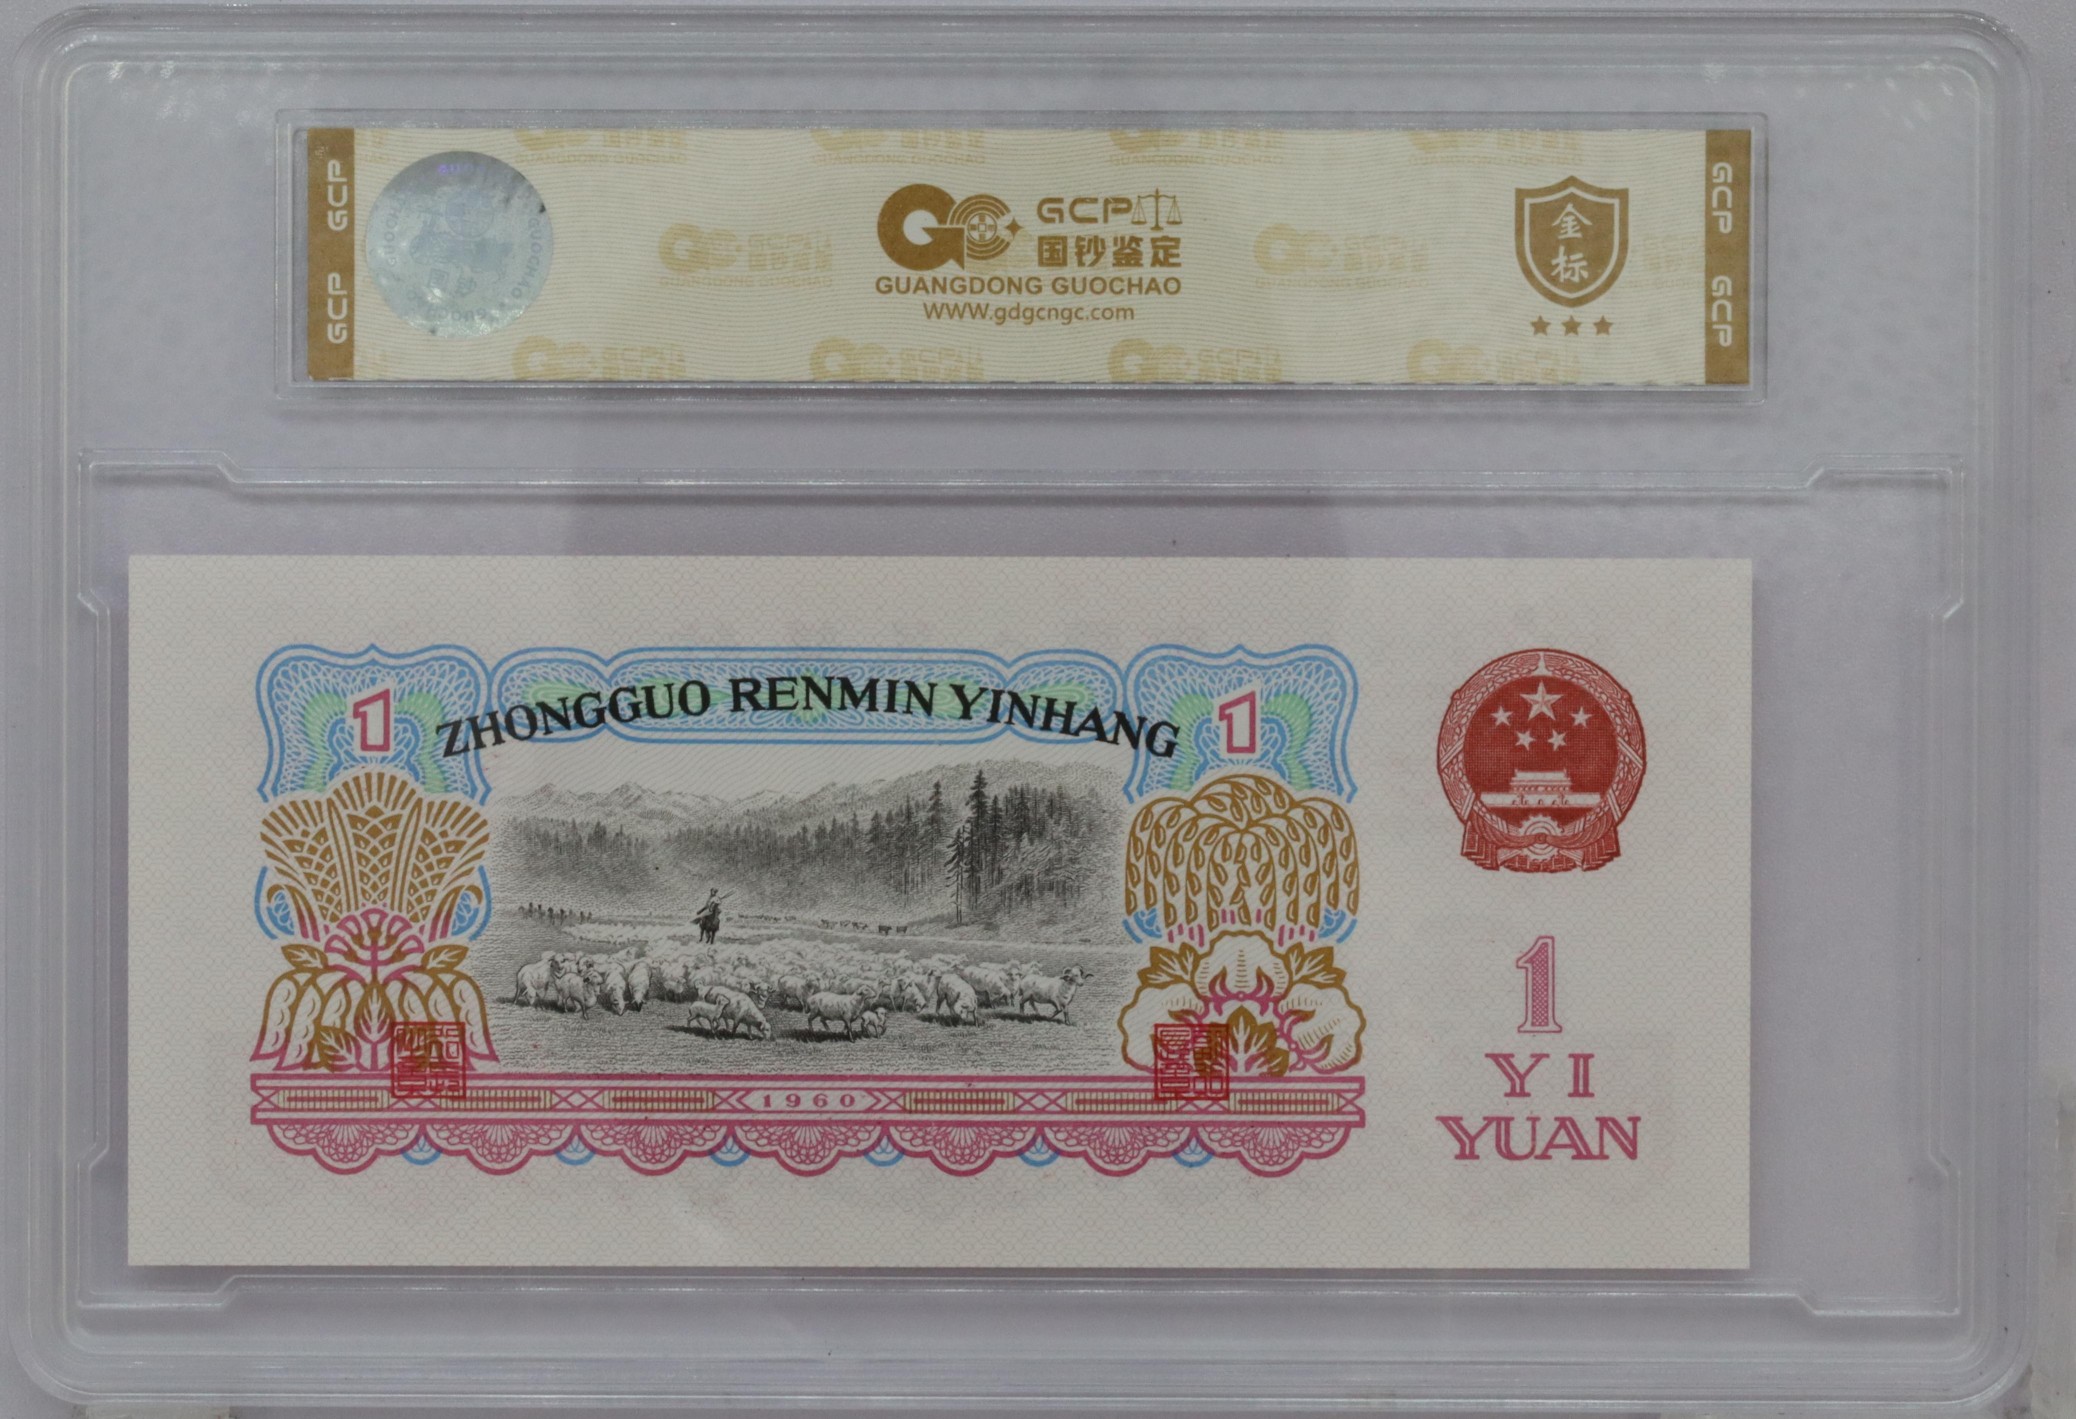 GCP
GCP
GCP
国钞鉴定
GUANGDONG GUOCHAO
WWW.gdgcngc.com
金标
GCP
GCP
1
ZHONGGUO RENMIN YINHANG
1
1960
1
YI
YUAN